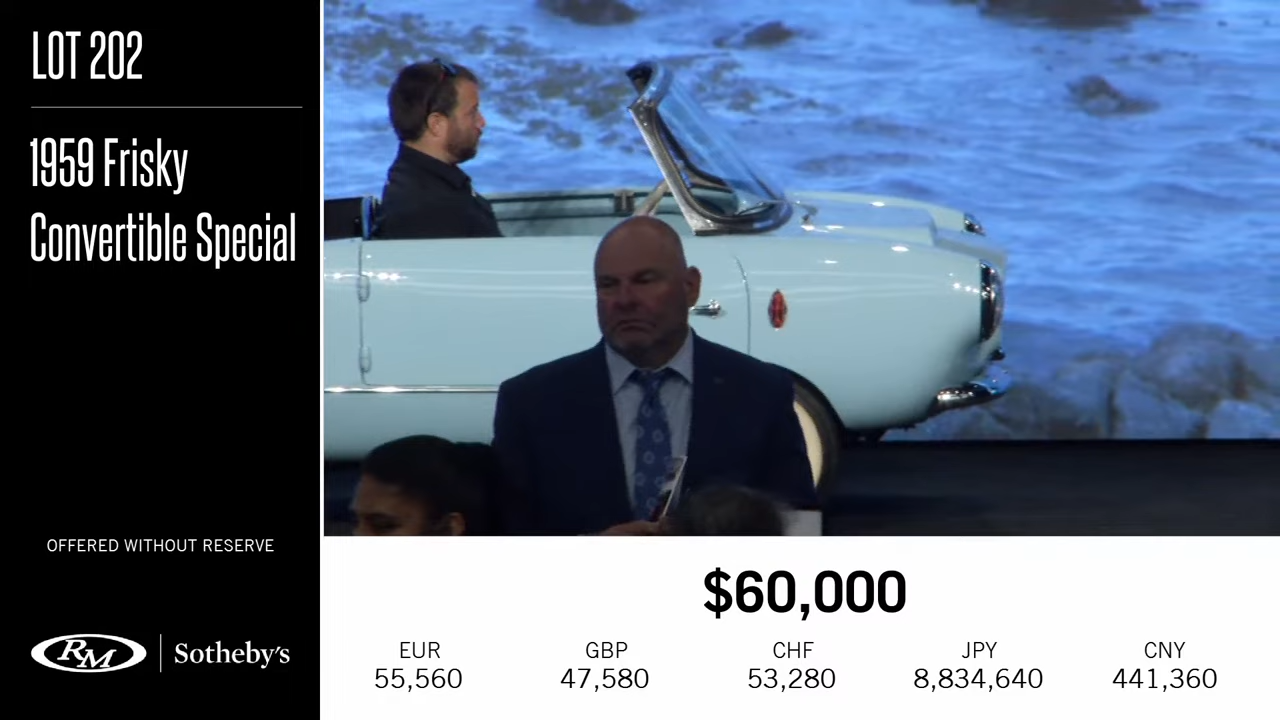 LOT 202
1959 Frisky
Convertible Special
OFFERED WITHOUT RESERVE
RM | Sotheby's
$60,000
EUR GBP CHF JPY CNY
55,560 47,580 53,280 8,834,640 441,360